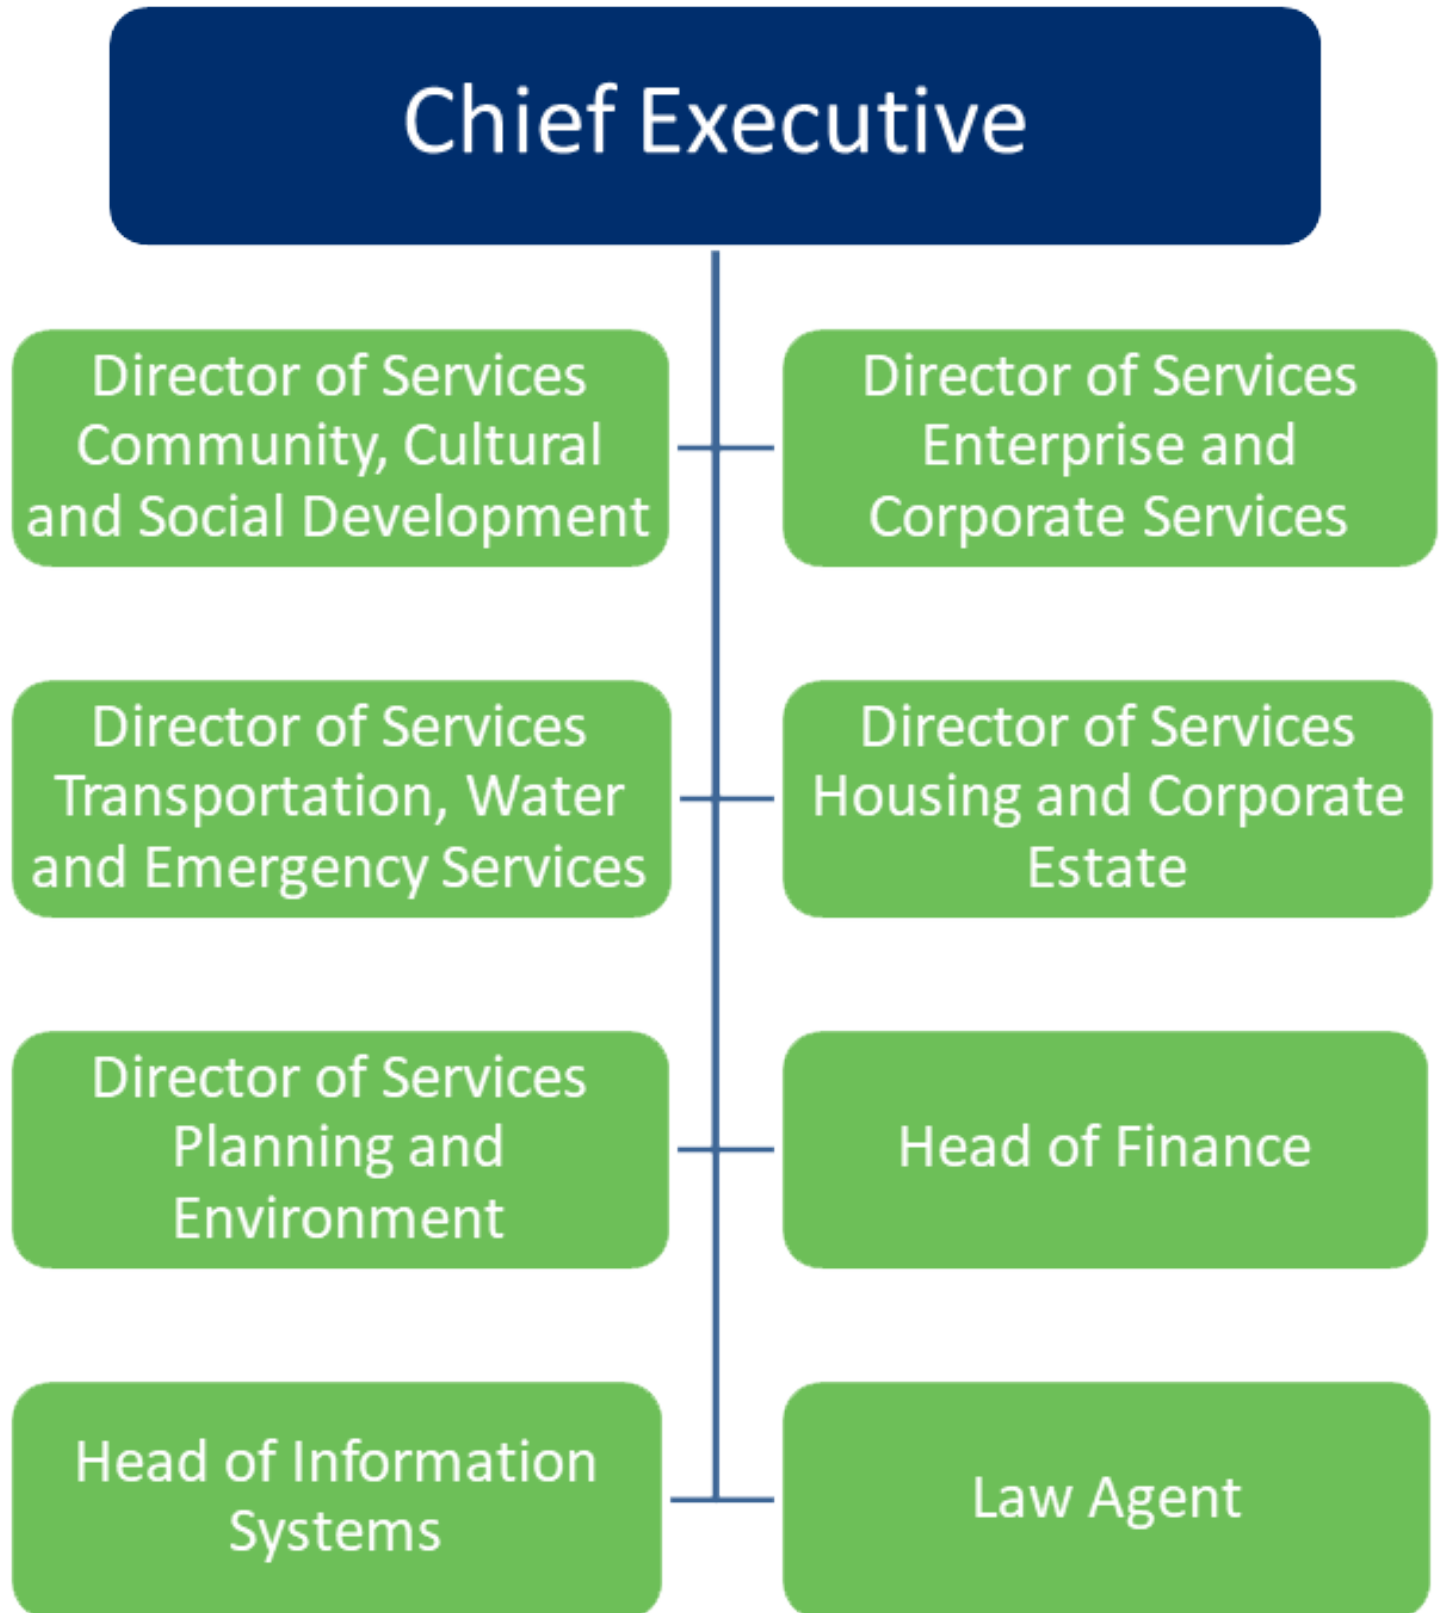 Chief Executive
Director of Services
Community, Cultural
and Social Development
Director of Services
Enterprise and
Corporate Services
Director of Services
Transportation, Water
and Emergency Services
Director of Services
Housing and Corporate
Estate
Director of Services
Planning and
Environment
Head of Finance
Head of Information
Systems
Law Agent